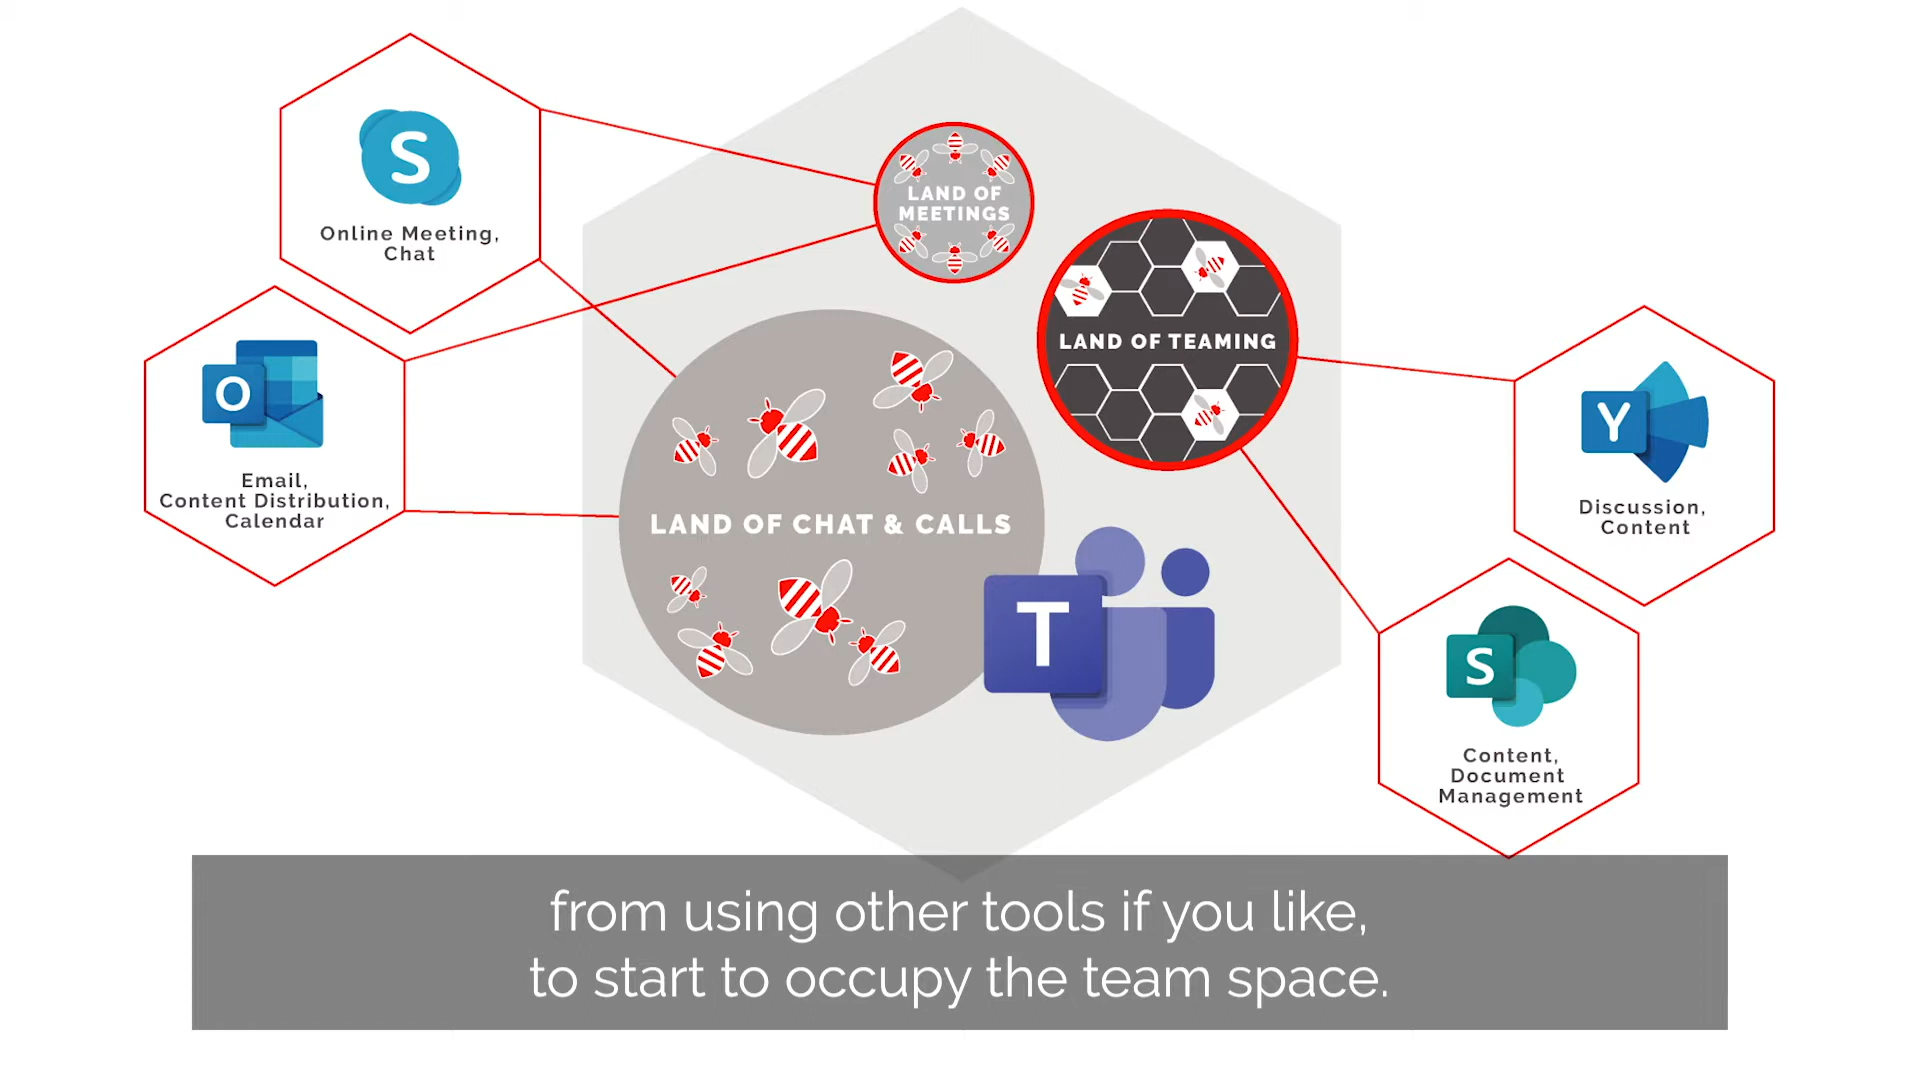 S
Online Meeting,
Chat
O
Email,
Content Distribution,
Calendar
LAND OF
MEETINGS
LAND OF TEAMING
LAND OF CHAT & CALLS
T
Y
Discussion,
Content
S
Content,
Document
Management
from using other tools if you like,
to start to occupy the team space.